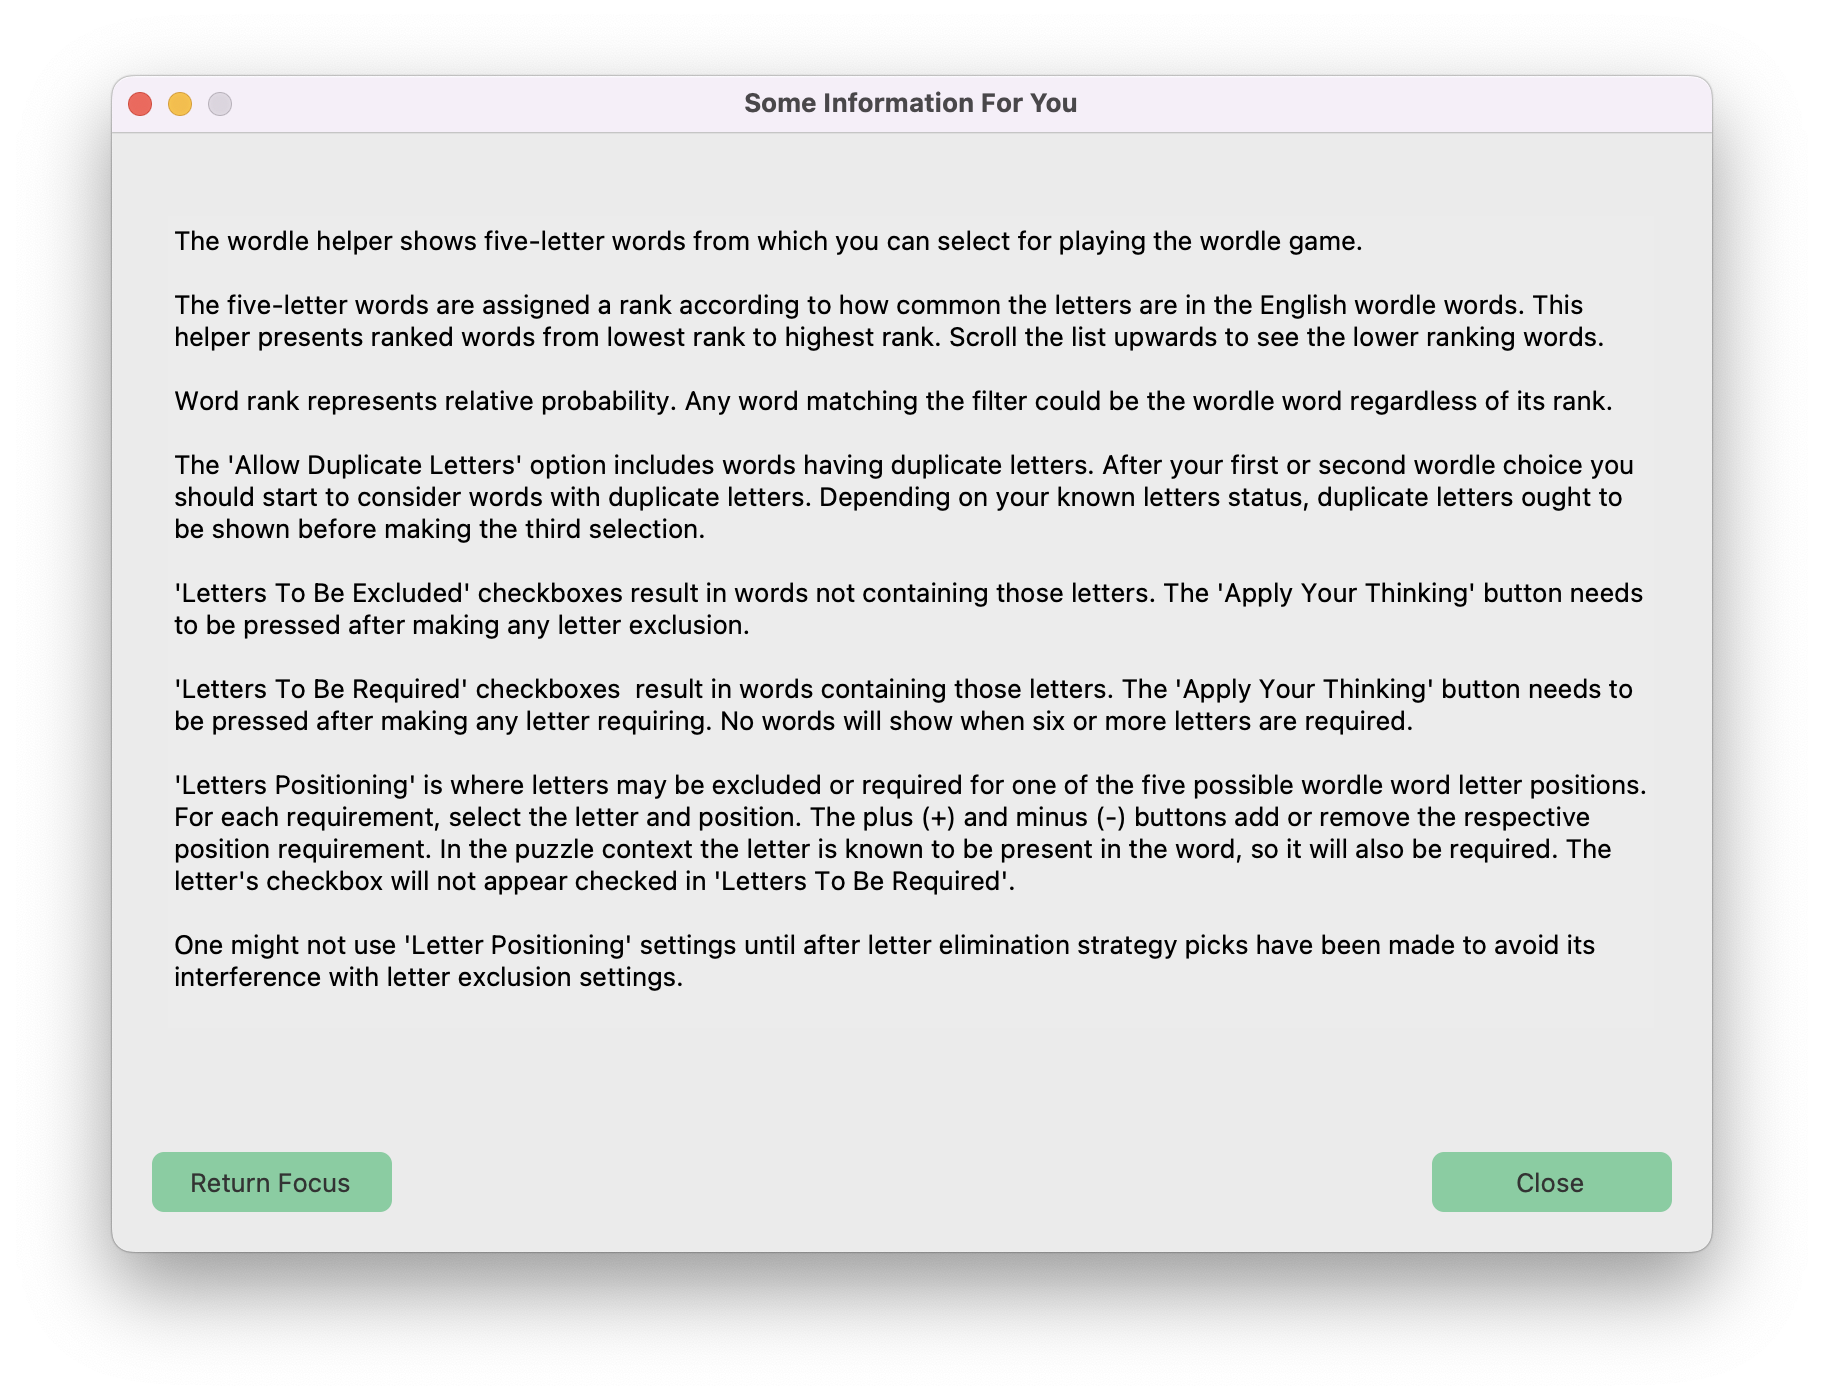 Some Information For You
The wordle helper shows five-letter words from which you can select for playing the wordle game.
The five-letter words are assigned a rank according to how common the letters are in the English wordle words. This
helper presents ranked words from lowest rank to highest rank. Scroll the list upwards to see the lower ranking words.
Word rank represents relative probability. Any word matching the filter could be the wordle word regardless of its rank.
The 'Allow Duplicate Letters' option includes words having duplicate letters. After your first or second wordle choice you
should start to consider words with duplicate letters. Depending on your known letters status, duplicate letters ought to
be shown before making the third selection.
'Letters To Be Excluded' checkboxes result in words not containing those letters. The 'Apply Your Thinking' button needs
to be pressed after making any letter exclusion.
'Letters To Be Required' checkboxes  result in words containing those letters. The 'Apply Your Thinking' button needs to
be pressed after making any letter requiring. No words will show when six or more letters are required.
'Letters Positioning' is where letters may be excluded or required for one of the five possible wordle word letter positions.
For each requirement, select the letter and position. The plus (+) and minus (-) buttons add or remove the respective
position requirement. In the puzzle context the letter is known to be present in the word, so it will also be required. The
letter's checkbox will not appear checked in 'Letters To Be Required'.
One might not use 'Letter Positioning' settings until after letter elimination strategy picks have been made to avoid its
interference with letter exclusion settings.
Return Focus
Close